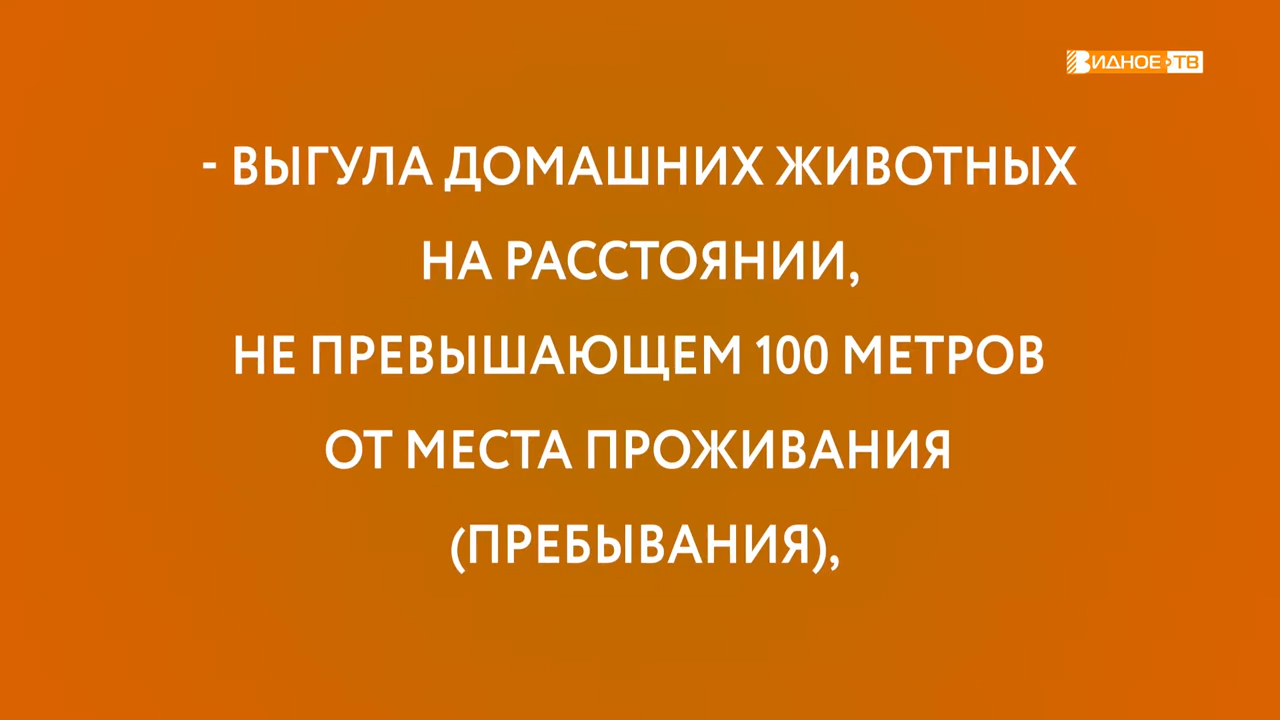 ВИДНОЕ ТВ
- ВЫГУЛА ДОМАШНИХ ЖИВОТНЫХ
НА РАССТОЯНИИ,
НЕ ПРЕВЫШАЮЩЕМ 100 МЕТРОВ
ОТ МЕСТА ПРОЖИВАНИЯ
(ПРЕБЫВАНИЯ),